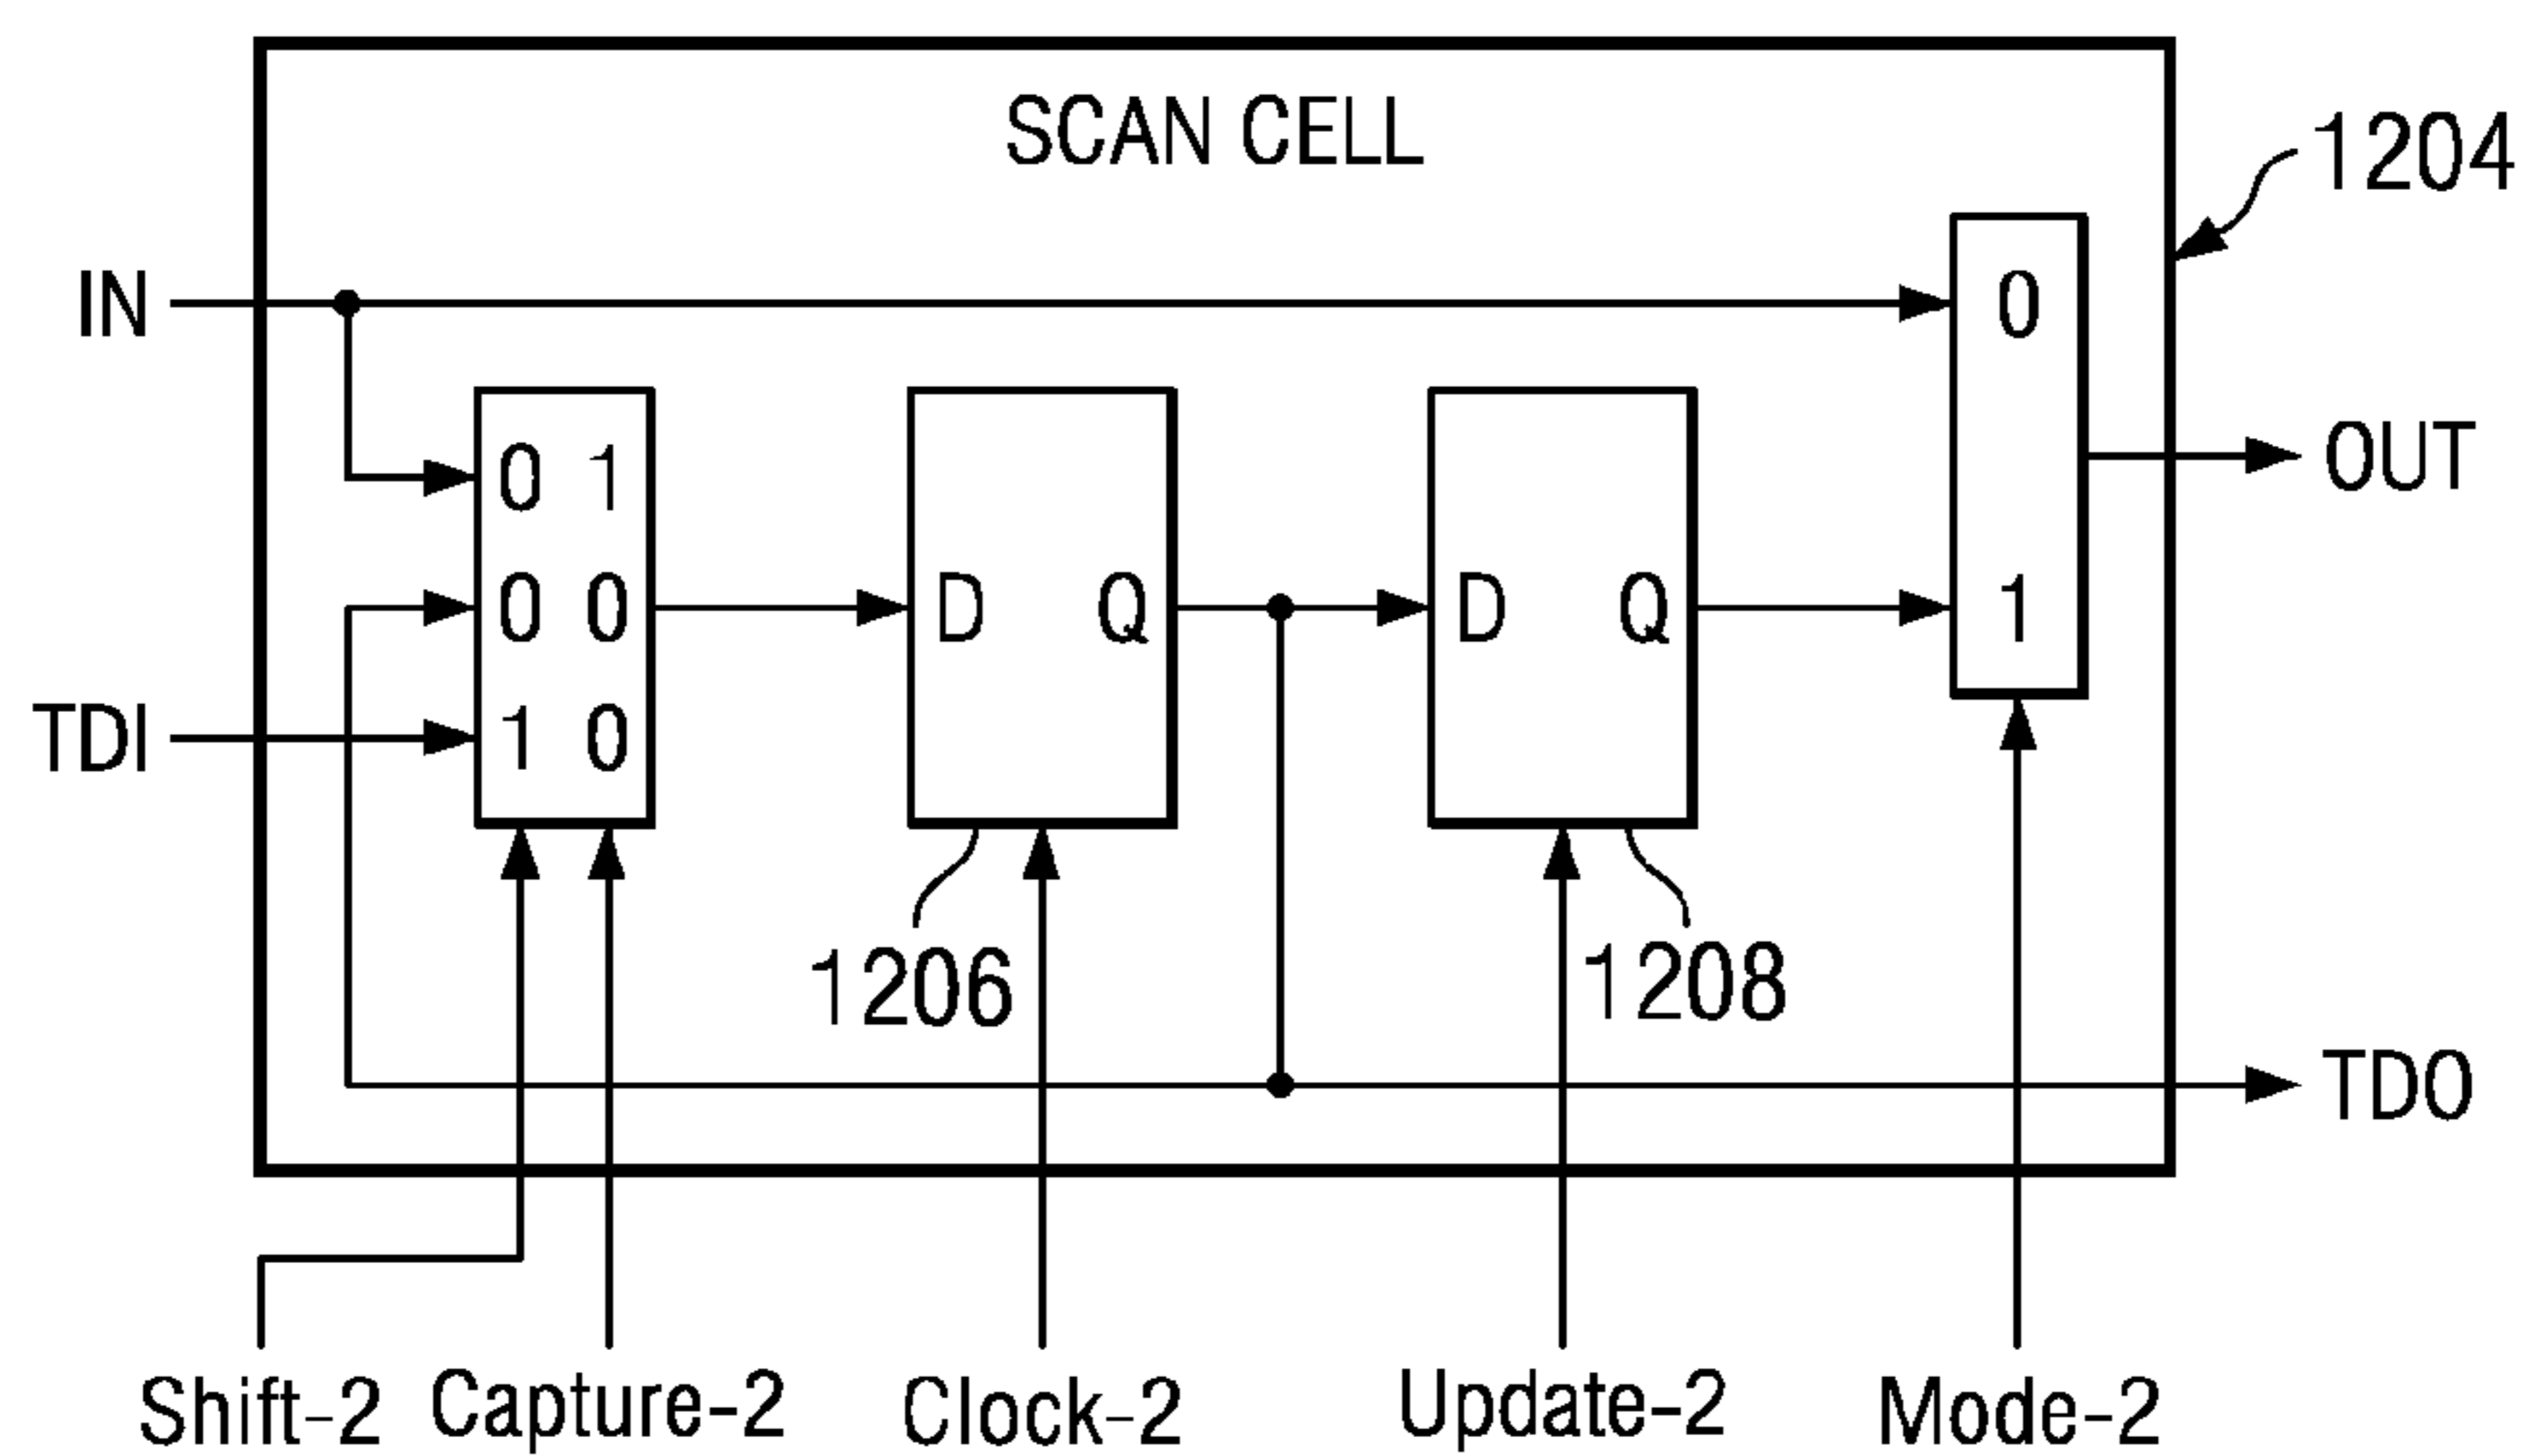 SCAN CELL
1204
IN
0
0 1
OUT
0 0
D Q
D Q
1
TDI
1 0
1206
1208
TDO
Shift-2
Capture-2
Clock-2
Update-2
Mode-2